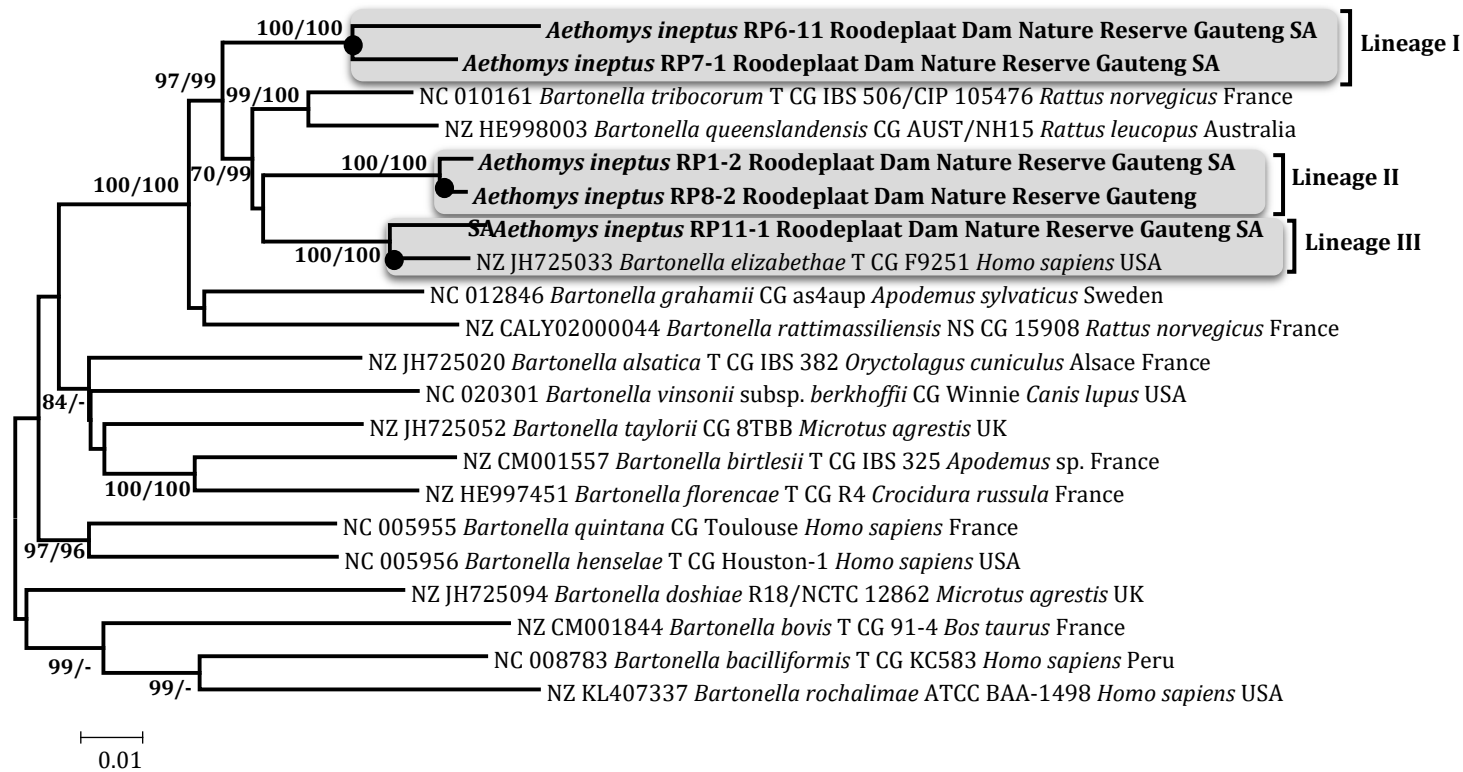 100/100
Aethomys ineptus RP6-11 Roodeplaat Dam Nature Reserve Gauteng SA
Lineage I
Aethomys ineptus RP7-1 Roodeplaat Dam Nature Reserve Gauteng SA
97/99
99/100
NC 010161 Bartonella tribocorum T CG IBS 506/CIP 105476 Rattus norvegicus France
NZ HE998003 Bartonella queenslandensis CG AUST/NH15 Rattus leucopus Australia
100/100
Aethomys ineptus RP1-2 Roodeplaat Dam Nature Reserve Gauteng SA
70/99
Lineage II
100/100
Aethomys ineptus RP8-2 Roodeplaat Dam Nature Reserve Gauteng
SA
Aethomys ineptus RP11-1 Roodeplaat Dam Nature Reserve Gauteng SA
Lineage III
100/100
NZ JH725033 Bartonella elizabethae T CG F9251 Homo sapiens USA
NC 012846 Bartonella grahamii CG as4aup Apodemus sylvaticus Sweden
NZ CALY02000044 Bartonella rattimassiliensis NS CG 15908 Rattus norvegicus France
NZ JH725020 Bartonella alsatica T CG IBS 382 Oryctolagus cuniculus Alsace France
NC 020301 Bartonella vinsonii subsp. berkhoffii CG Winnie Canis lupus USA
84/-
NZ JH725052 Bartonella taylorii CG 8TBB Microtus agrestis UK
NZ CM001557 Bartonella birtlesii T CG IBS 325 Apodemus sp. France
100/100
NZ HE997451 Bartonella florencae T CG R4 Crocidura russula France
NC 005955 Bartonella quintana CG Toulouse Homo sapiens France
97/96
NC 005956 Bartonella henselae T CG Houston-1 Homo sapiens USA
NZ JH725094 Bartonella doshiae R18/NCTC 12862 Microtus agrestis UK
NZ CM001844 Bartonella bovis T CG 91-4 Bos taurus France
99/-
NC 008783 Bartonella bacilliformis T CG KC583 Homo sapiens Peru
99/-
NZ KL407337 Bartonella rochalimae ATCC BAA-1498 Homo sapiens USA
0.01